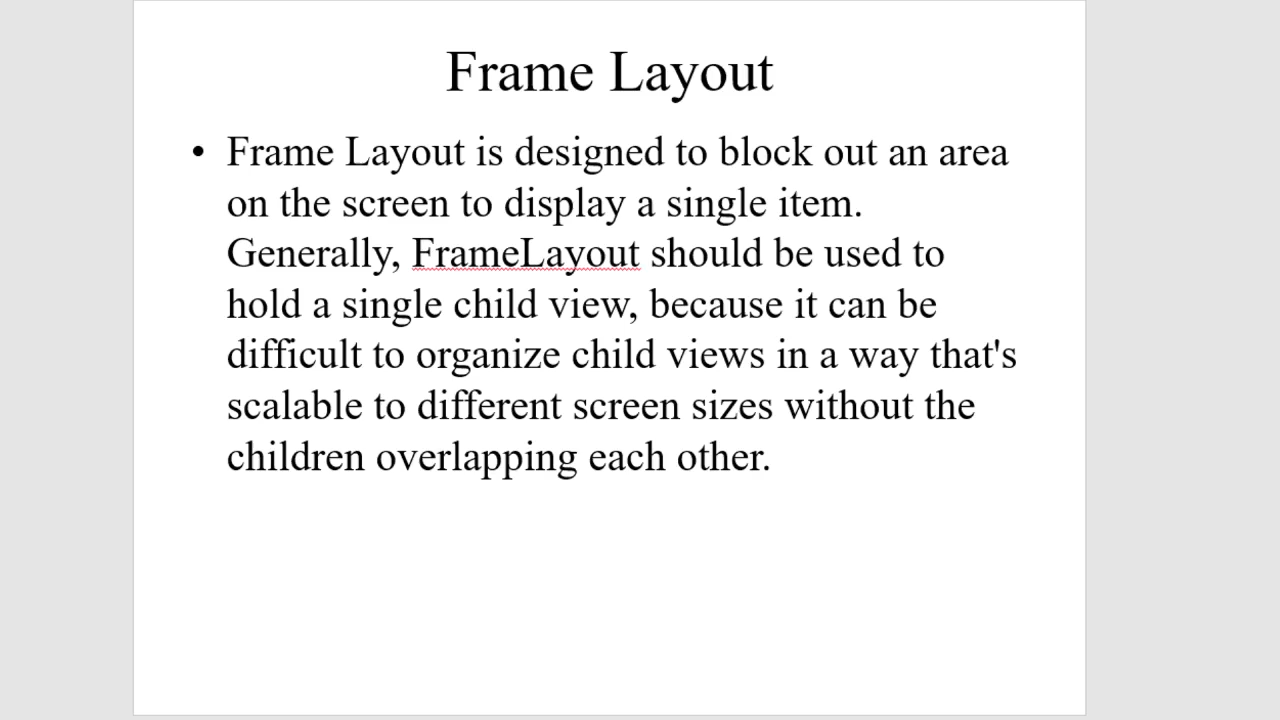 Frame Layout
• Frame Layout is designed to block out an area
on the screen to display a single item.
Generally, FrameLayout should be used to
hold a single child view, because it can be
difficult to organize child views in a way that's
scalable to different screen sizes without the
children overlapping each other.